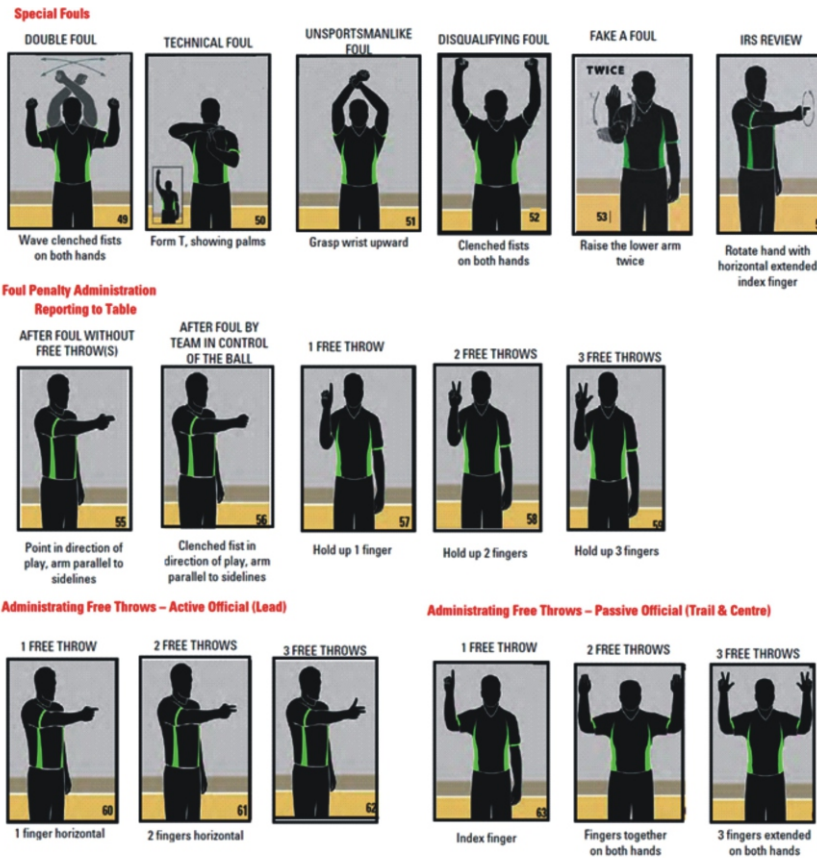 Special Fouls
DOUBLE FOUL
TECHNICAL FOUL
UNSPORTSMANLIKE
FOUL
DISQUALIFYING FOUL
FAKE A FOUL
IRS REVIEW
TWICE
49
50
51
52
53
Wave clenched fists
on both hands
Form T, showing palms
Grasp wrist upward
Clenched fists
on both hands
Raise the lower arm
twice
Rotate hand with
horizontal extended
index finger
Foul Penalty Administration
Reporting to Table
AFTER FOUL WITHOUT
FREE THROW(S)
AFTER FOUL BY
TEAM IN CONTROL
OF THE BALL
1 FREE THROW
2 FREE THROWS
3 FREE THROWS
55
56
57
58
59
Point in direction of
play, arm parallel to
sidelines
Clenched fist in
direction of play, arm
parallel to sidelines
Hold up 1 finger
Hold up 2 fingers
Hold up 3 fingers
Administrating Free Throws – Active Official (Lead)
1 FREE THROW
2 FREE THROWS
3 FREE THROWS
60
61
62
1 finger horizontal
2 fingers horizontal
Administrating Free Throws – Passive Official (Trail & Centre)
1 FREE THROW
2 FREE THROWS
3 FREE THROWS
63
Index finger
Fingers together
on both hands
3 fingers extended
on both hands